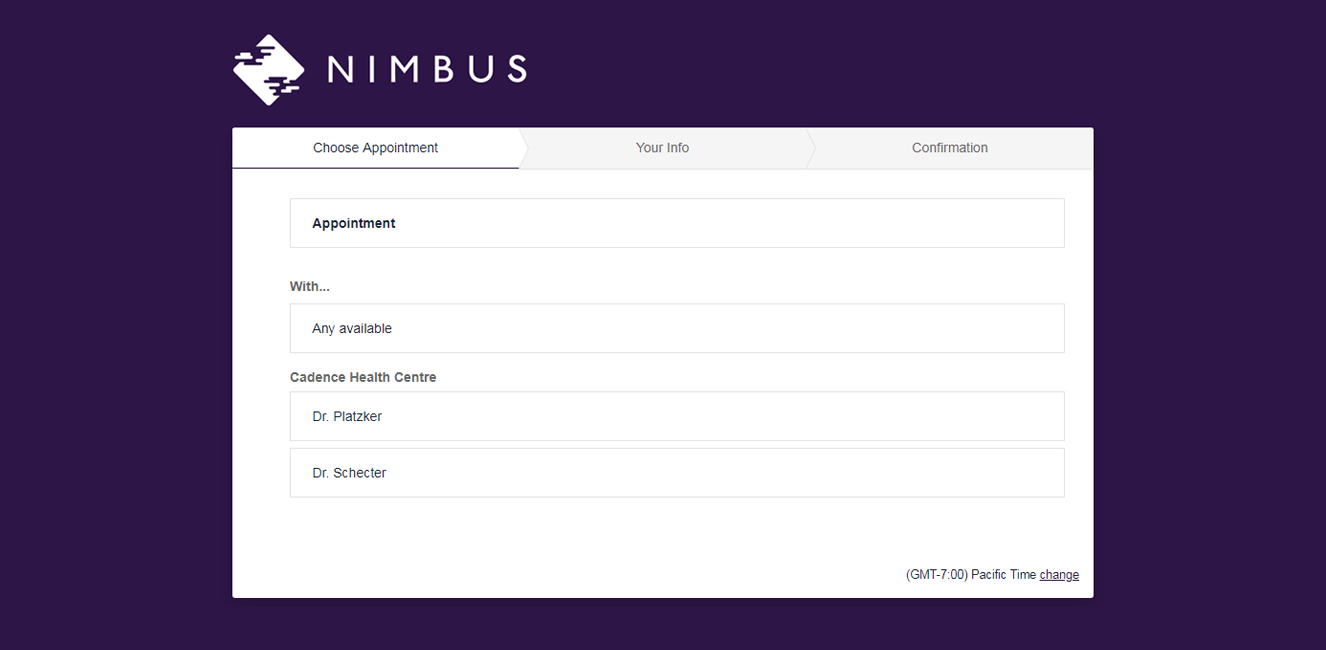 NIMBUS
Choose Appointment
Your Info
Confirmation
Appointment
With...
Any available
Cadence Health Centre
Dr. Platzker
Dr. Schecter
(GMT-7:00) Pacific Time change